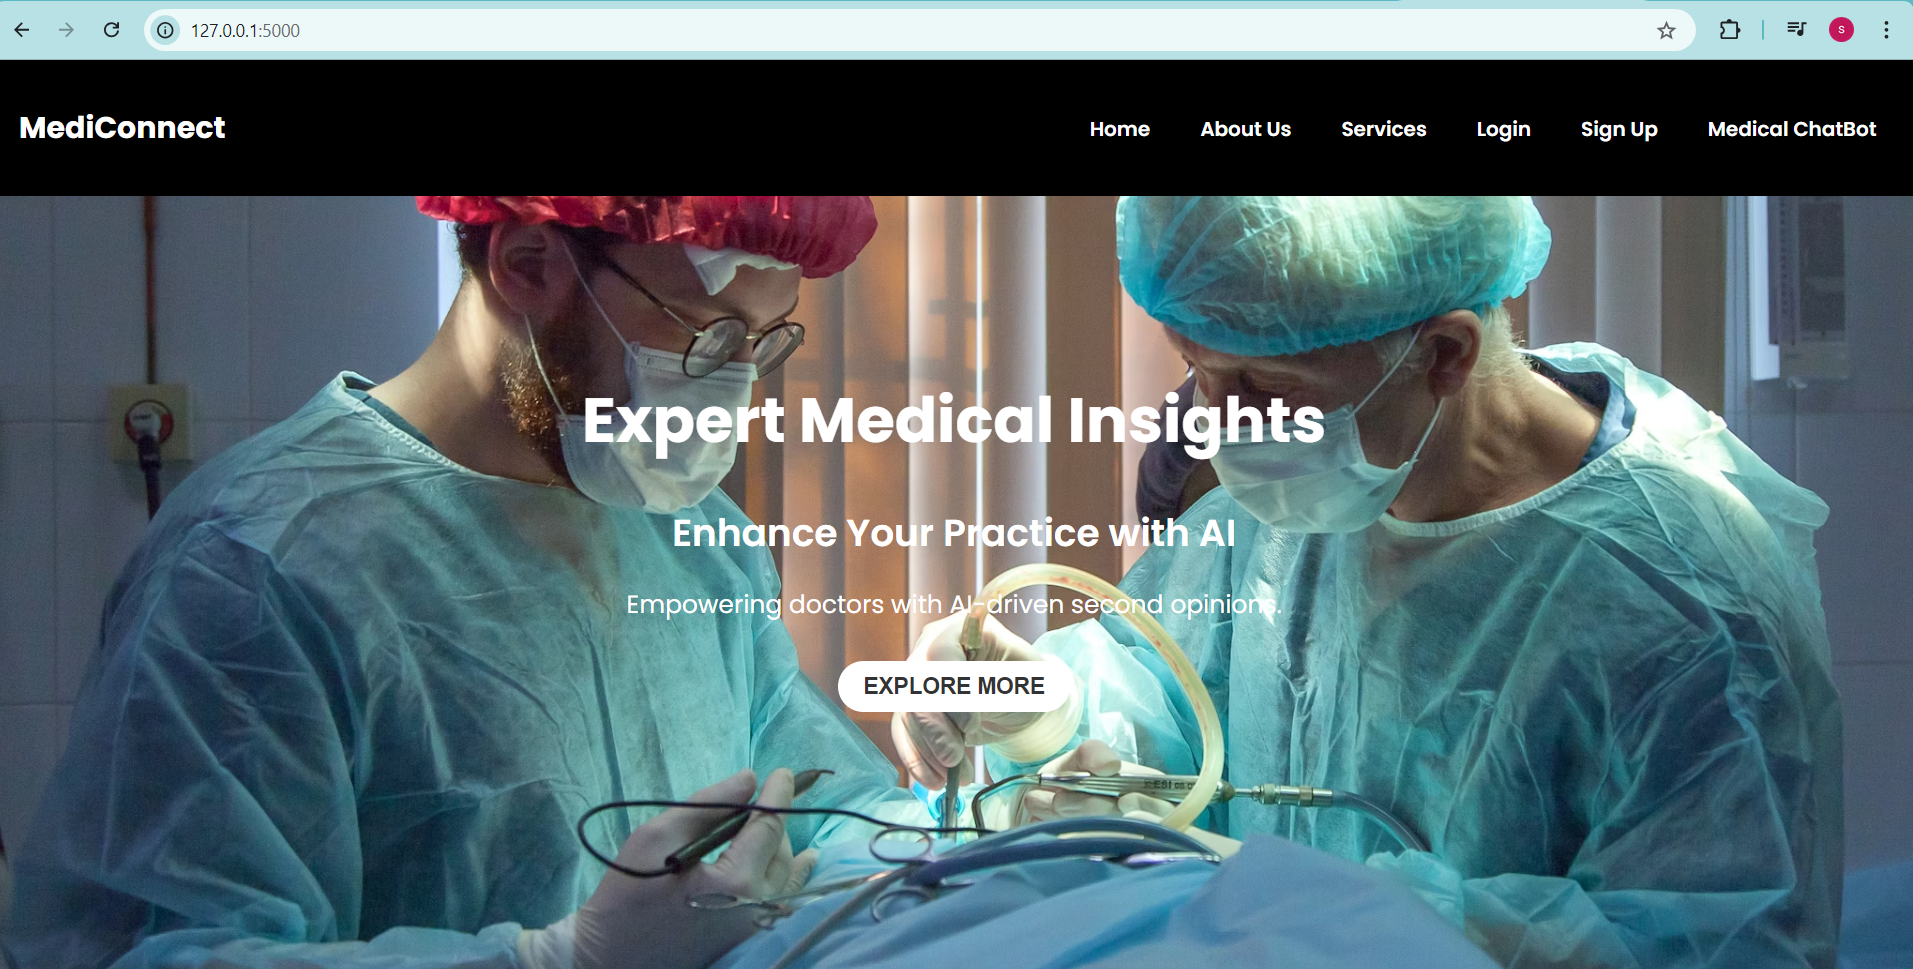 127.0.0.1:5000
S
MediConnect
Home About Us Services Login Sign Up Medical ChatBot
Expert Medical Insights
Enhance Your Practice with AI
Empowering doctors with AI-driven second opinions.
EXPLORE MORE